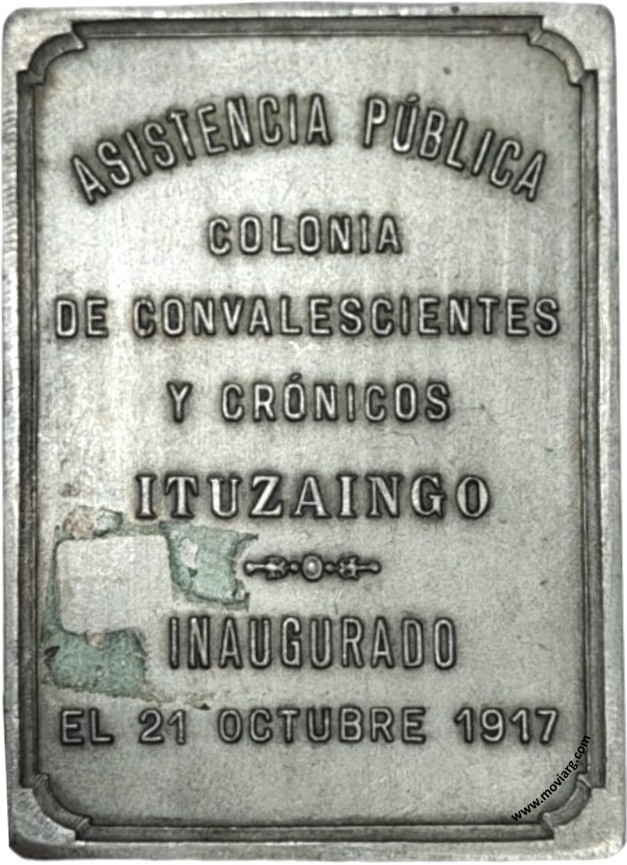 ASISTENCIA PÚBLICA
COLONIA
DE CONVALESCIENTES
Y CRÓNICOS
ITUZAINGO
INAUGURADO
EL 21 OCTUBRE 1917
www.moviarg.com